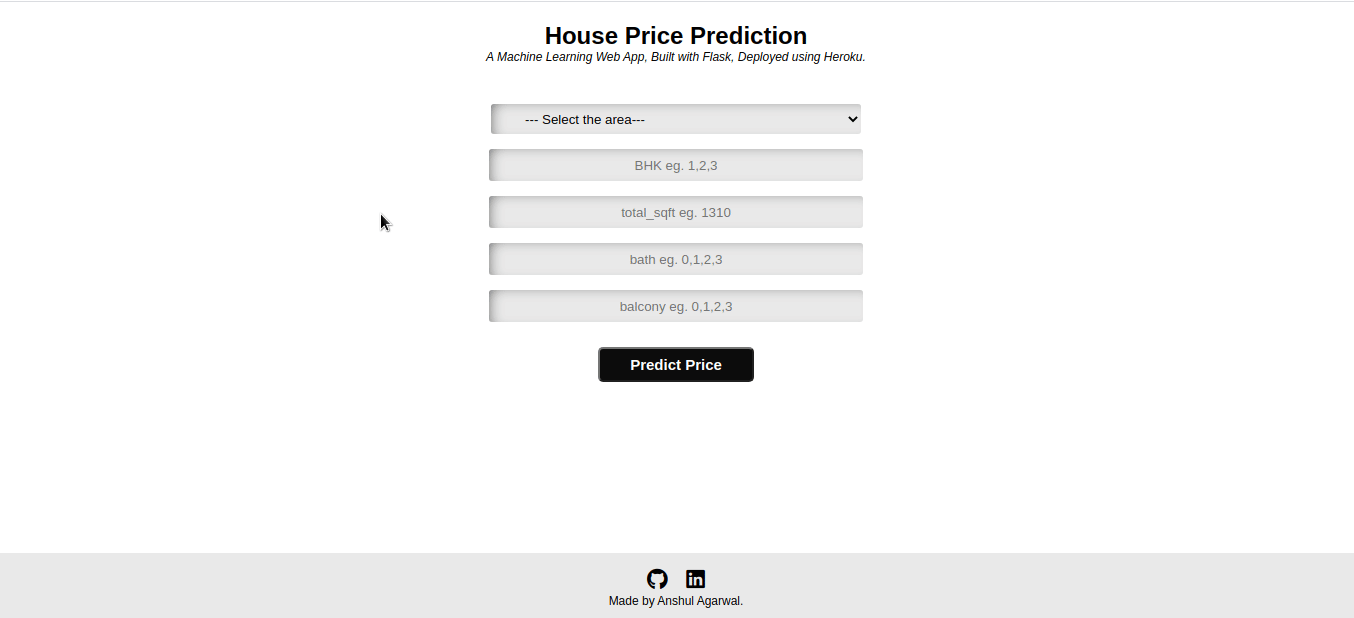 House Price Prediction
A Machine Learning Web App, Built with Flask, Deployed using Heroku.
--- Select the area---
BHK eg. 1,2,3
total_sqft eg. 1310
bath eg. 0,1,2,3
balcony eg. 0,1,2,3
Predict Price
in
Made by Anshul Agarwal.